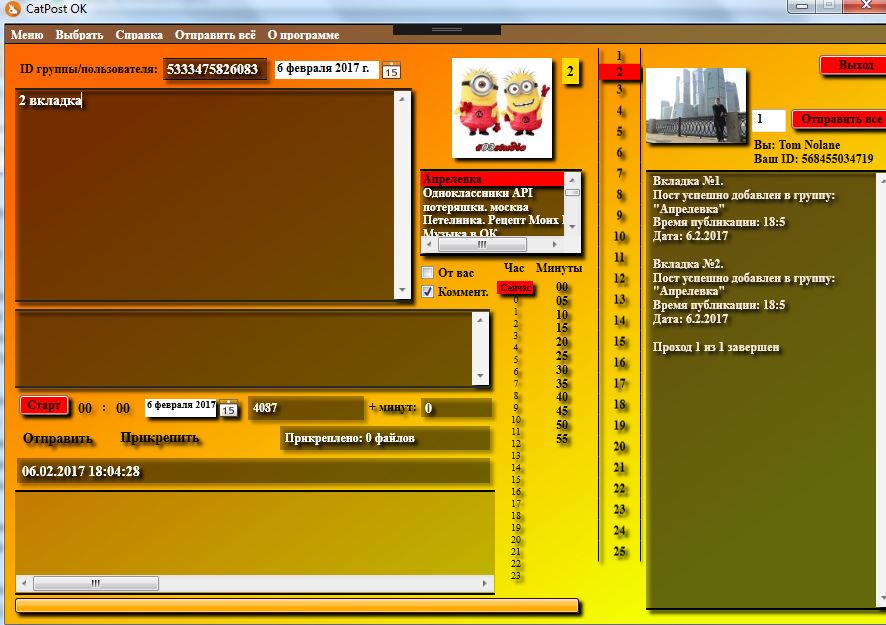 CatPost OK
Меню Выбрать Справка Отправить всё О программе
ID группы/пользователя: 5333475826083 6 февраля 2017 г. 15
2
2 вкладка
Апрелевка
Одноклассники API
потеряшки. москва
Петелинка. Рецепт Моих
Музыка в ОК
От вас
Коммент.
Час Минуты
Сейчас
0
1
2
3
4
5
6
7
8
9
10
11
12
13
14
15
16
17
18
19
20
21
22
23
00
05
10
15
20
25
30
35
40
45
50
55
1
2
3
4
5
6
7
8
9
10
11
12
13
14
15
16
17
18
19
20
21
22
23
24
25
Выход
1 Отправить все
Вы: Tom Nolane
Ваш ID: 568455034719
Вкладка №1.
Пост успешно добавлен в группу:
"Апрелевка"
Время публикации: 18:5
Дата: 6.2.2017
Вкладка №2.
Пост успешно добавлен в группу:
"Апрелевка"
Время публикации: 18:5
Дата: 6.2.2017
Проход 1 из 1 завершен
Старт 00 : 00 6 февраля 2017 15 4087 + минут: 0
Отправить Прикрепить Прикреплено: 0 файлов
06.02.2017 18:04:28